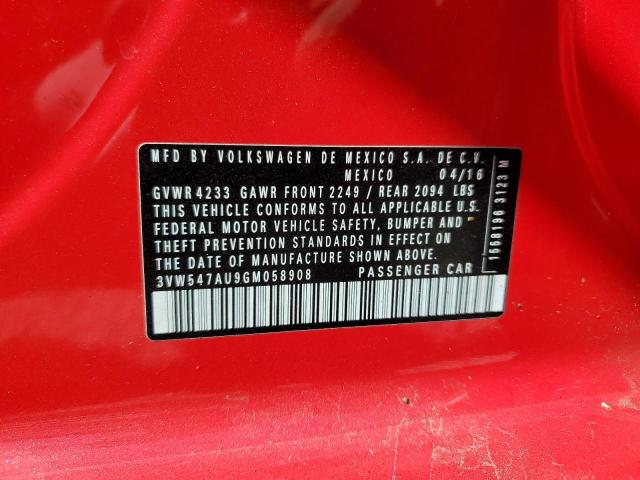 MFD BY VOLKSWAGEN DE MEXICO S.A. DE C.V.
MEXICO 04/16
GVWR 4233 GAWR FRONT 2249 / REAR 2094 LBS
THIS VEHICLE CONFORMS TO ALL APPLICABLE U.S.
FEDERAL MOTOR VEHICLE SAFETY, BUMPER AND
THEFT PREVENTION STANDARDS IN EFFECT ON
THE DATE OF MANUFACTURE SHOWN ABOVE.
3VW547AU9GM058908 PASSENGER CAR
1568196 3123 M